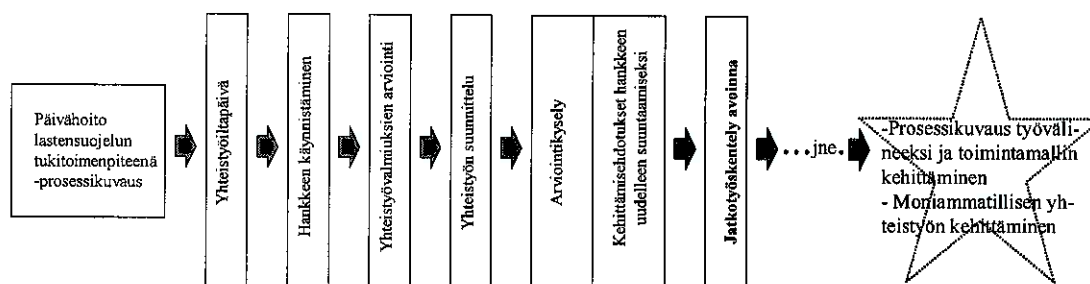 Päivähoito
lastensuojelun
tukitoimenpiteenä
-prosessikuvaus
Yhteistyöiltapäivä
Hankkeen käynnistäminen
Yhteistyövalmiuksien arviointi
Yhteistyön suunnittelu
Arviointikysely
Kehittämisehdotukset hankkeen
uudelleen suuntaamiseksi
Jatkotyöskentely avoinna
...jne.
-Prosessikuvaus työväli-
neeksi ja toimintamallin
kehittäminen
- Moniammatillisen yh-
teistyön kehittäminen